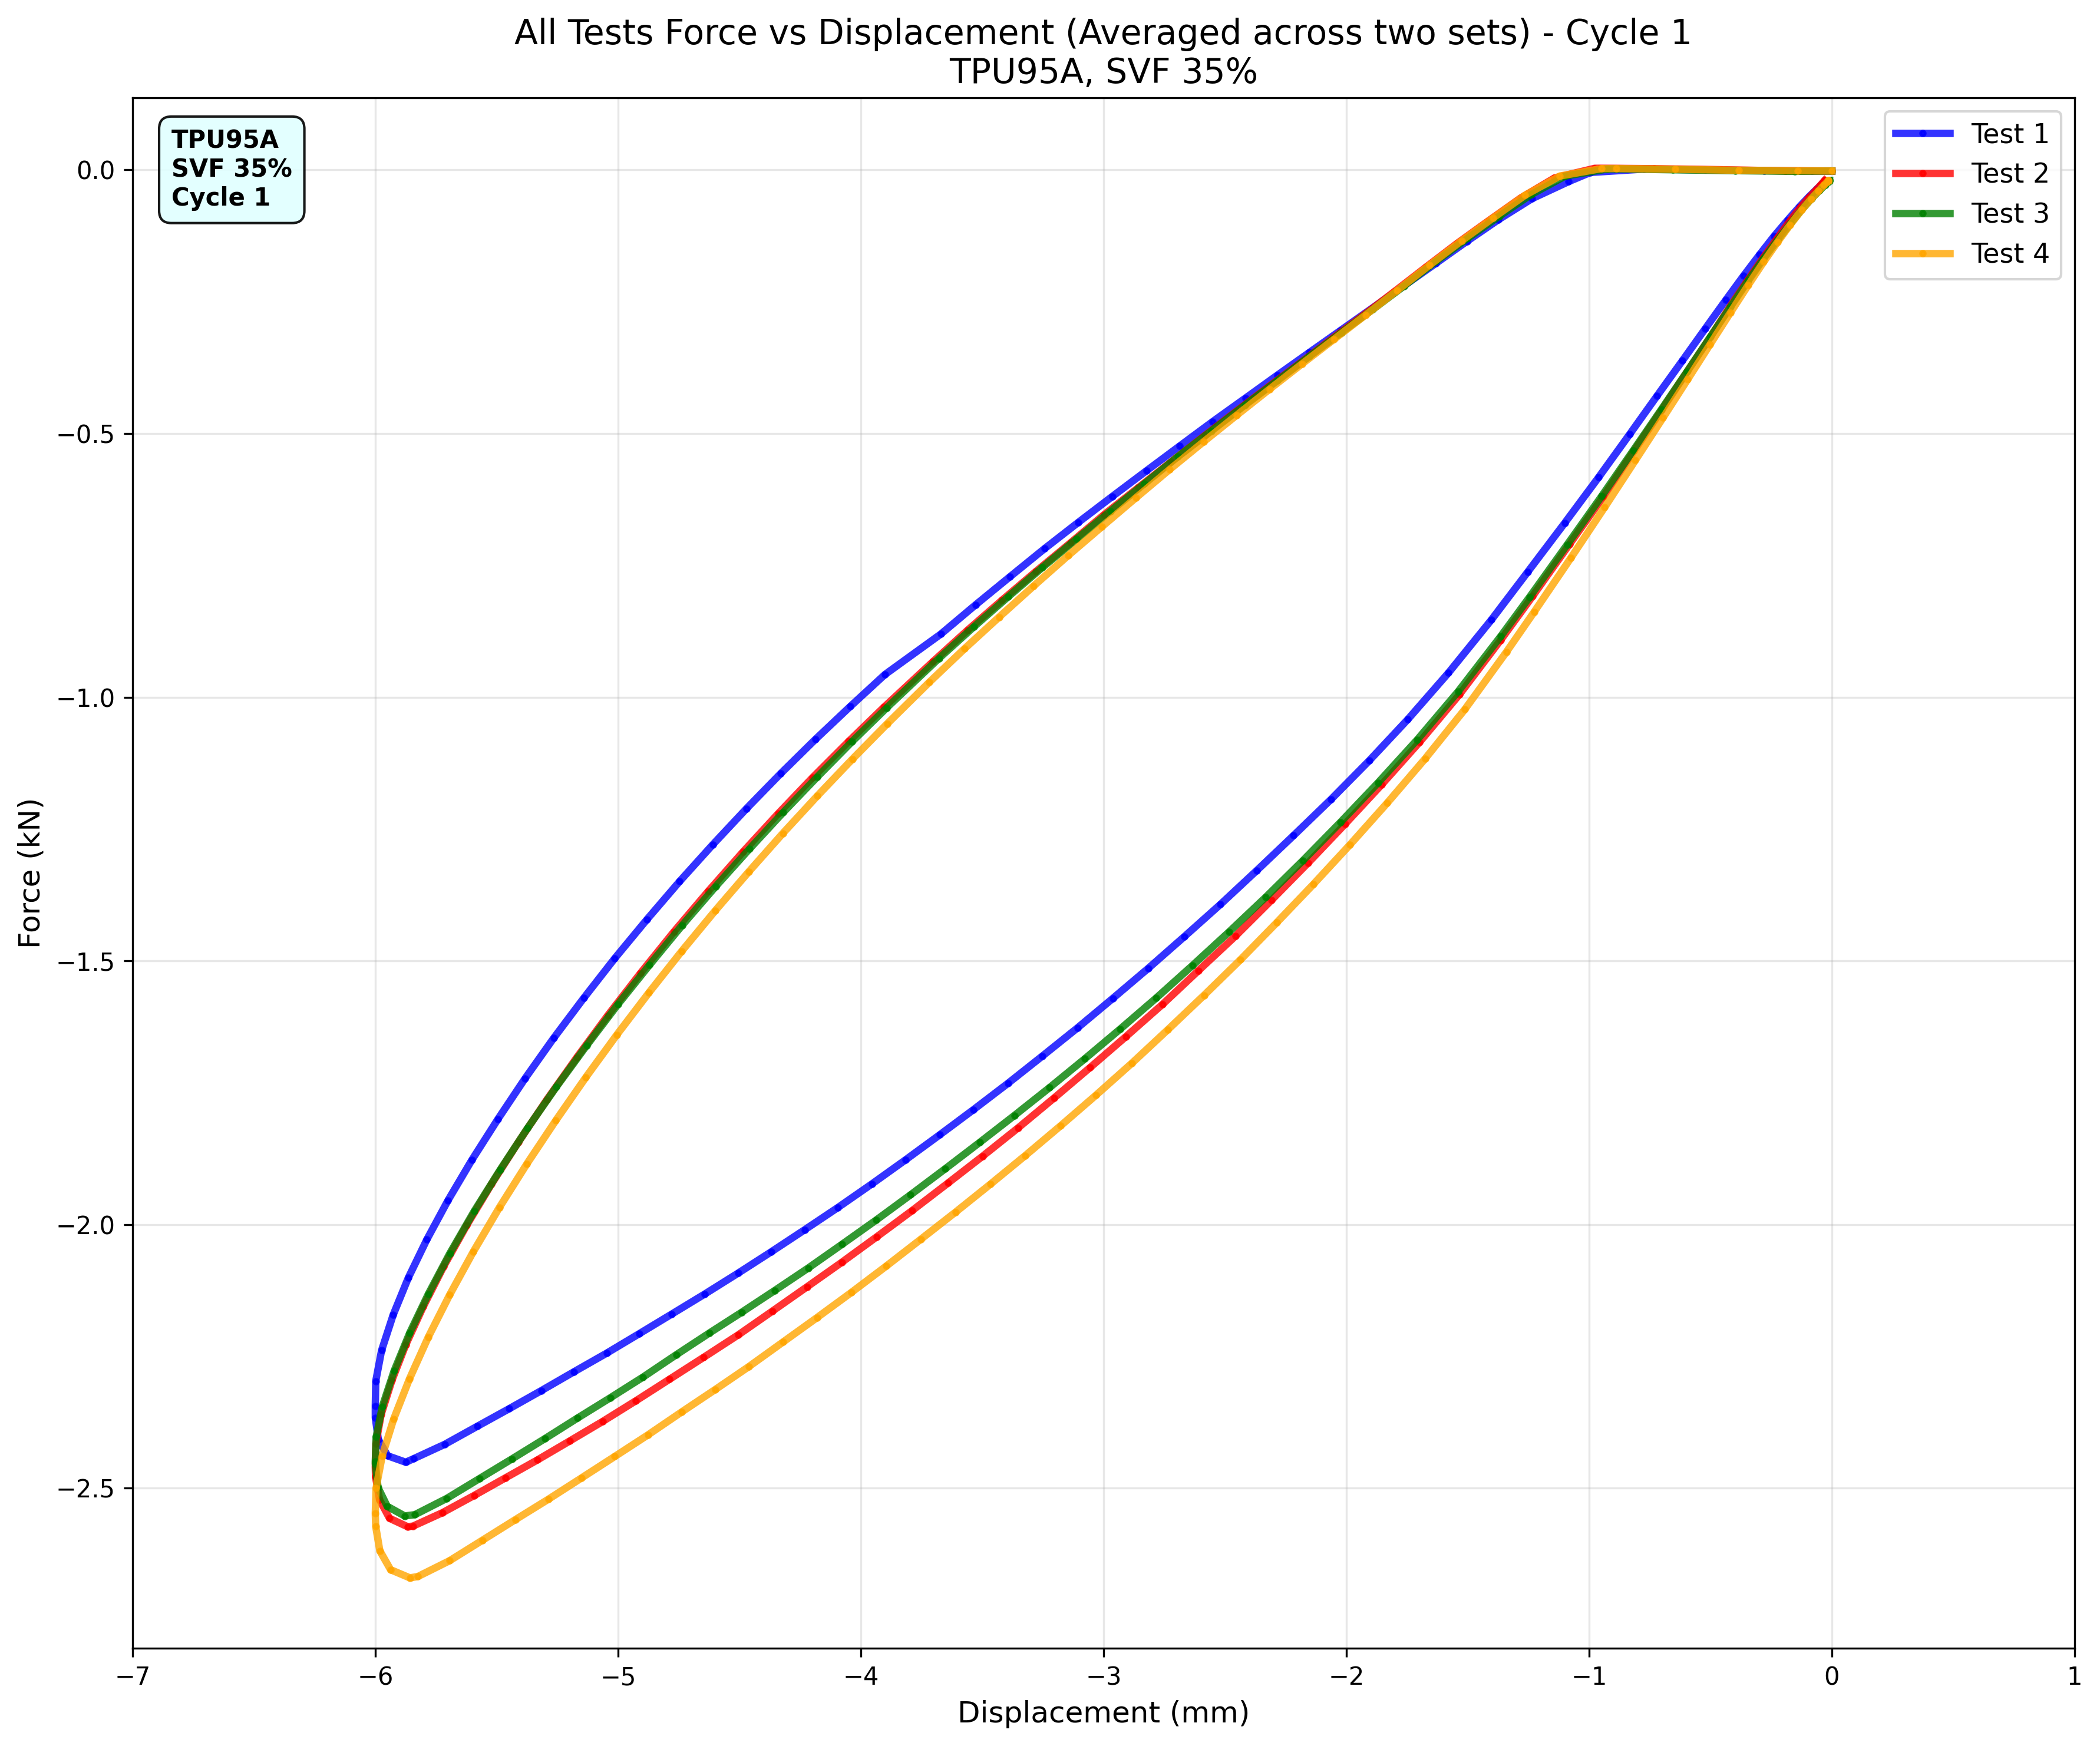 All Tests Force vs Displacement (Averaged across two sets) - Cycle 1
TPU95A, SVF 35%
TPU95A
SVF 35%
Cycle 1
Test 1
Test 2
Test 3
Test 4
0.0
−0.5
−1.0
−1.5
−2.0
−2.5
Force (kN)
−7 −6 −5 −4 −3 −2 −1 0 1
Displacement (mm)